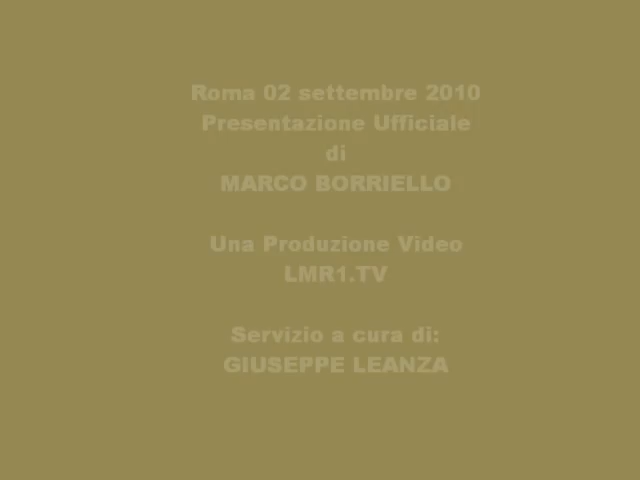 Roma 02 settembre 2010
Presentazione Ufficiale
di
MARCO BORRIELLO
Una Produzione Video
LMR1.TV
Servizio a cura di:
GIUSEPPE LEANZA